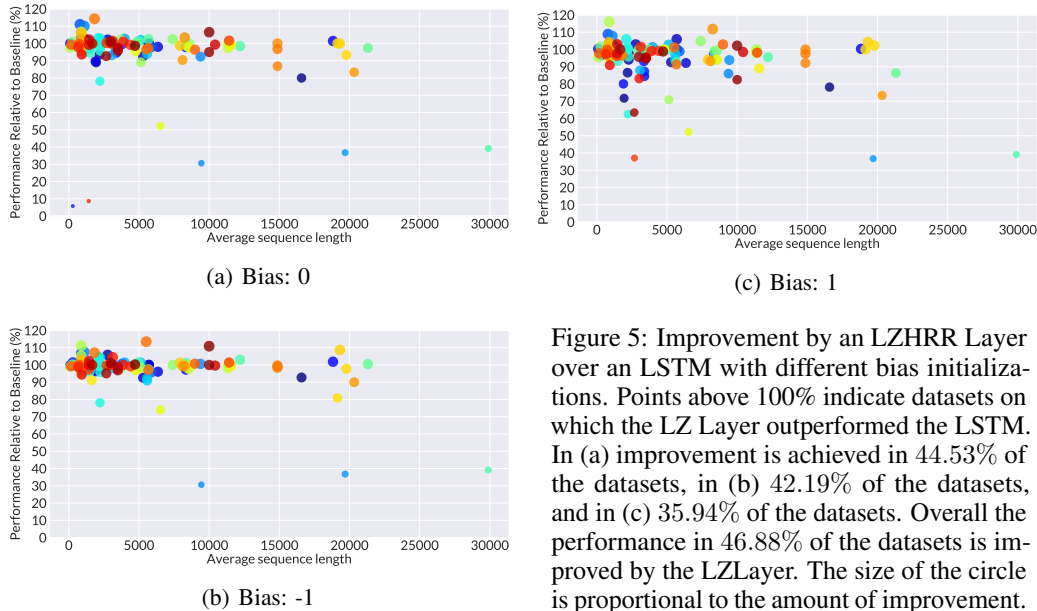 120
110
100
90
80
70
60
50
40
30
20
10
0
Performance Relative to Baseline (%)
0 5000 10000 15000 20000 25000 30000
Average sequence length
(a) Bias: 0
120
110
100
90
80
70
60
50
40
30
20
10
0
Performance Relative to Baseline (%)
0 5000 10000 15000 20000 25000 30000
Average sequence length
(b) Bias: -1
120
110
100
90
80
70
60
50
40
30
20
10
0
Performance Relative to Baseline (%)
0 5000 10000 15000 20000 25000 30000
Average sequence length
(c) Bias: 1
Figure 5: Improvement by an LZHRR Layer
over an LSTM with different bias initializa-
tions. Points above 100% indicate datasets on
which the LZ Layer outperformed the LSTM.
In (a) improvement is achieved in 44.53% of
the datasets, in (b) 42.19% of the datasets,
and in (c) 35.94% of the datasets. Overall the
performance in 46.88% of the datasets is im-
proved by the LZLayer. The size of the circle
is proportional to the amount of improvement.